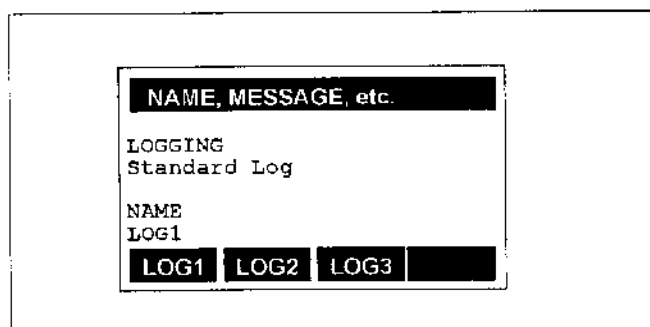 NAME, MESSAGE, etc.
LOGGING
Standard Log
NAME
LOG1
LOG1 LOG2 LOG3